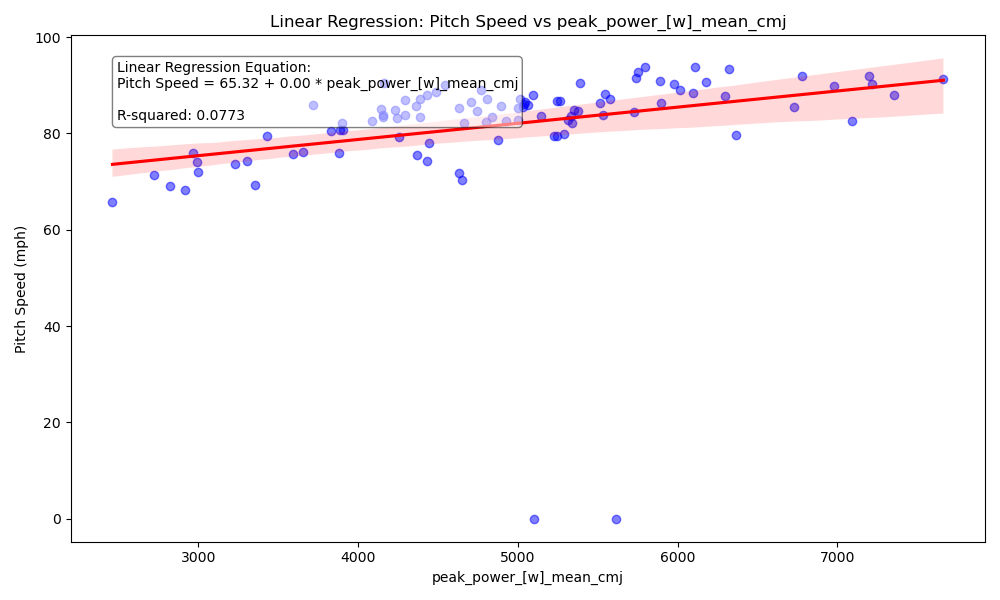 Linear Regression: Pitch Speed vs peak_power_[w]_mean_cmj
Linear Regression Equation:
Pitch Speed = 65.32 + 0.00 * peak_power_[w]_mean_cmj
R-squared: 0.0773
100
80
60
40
20
0
Pitch Speed (mph)
3000 4000 5000 6000 7000
peak_power_[w]_mean_cmj